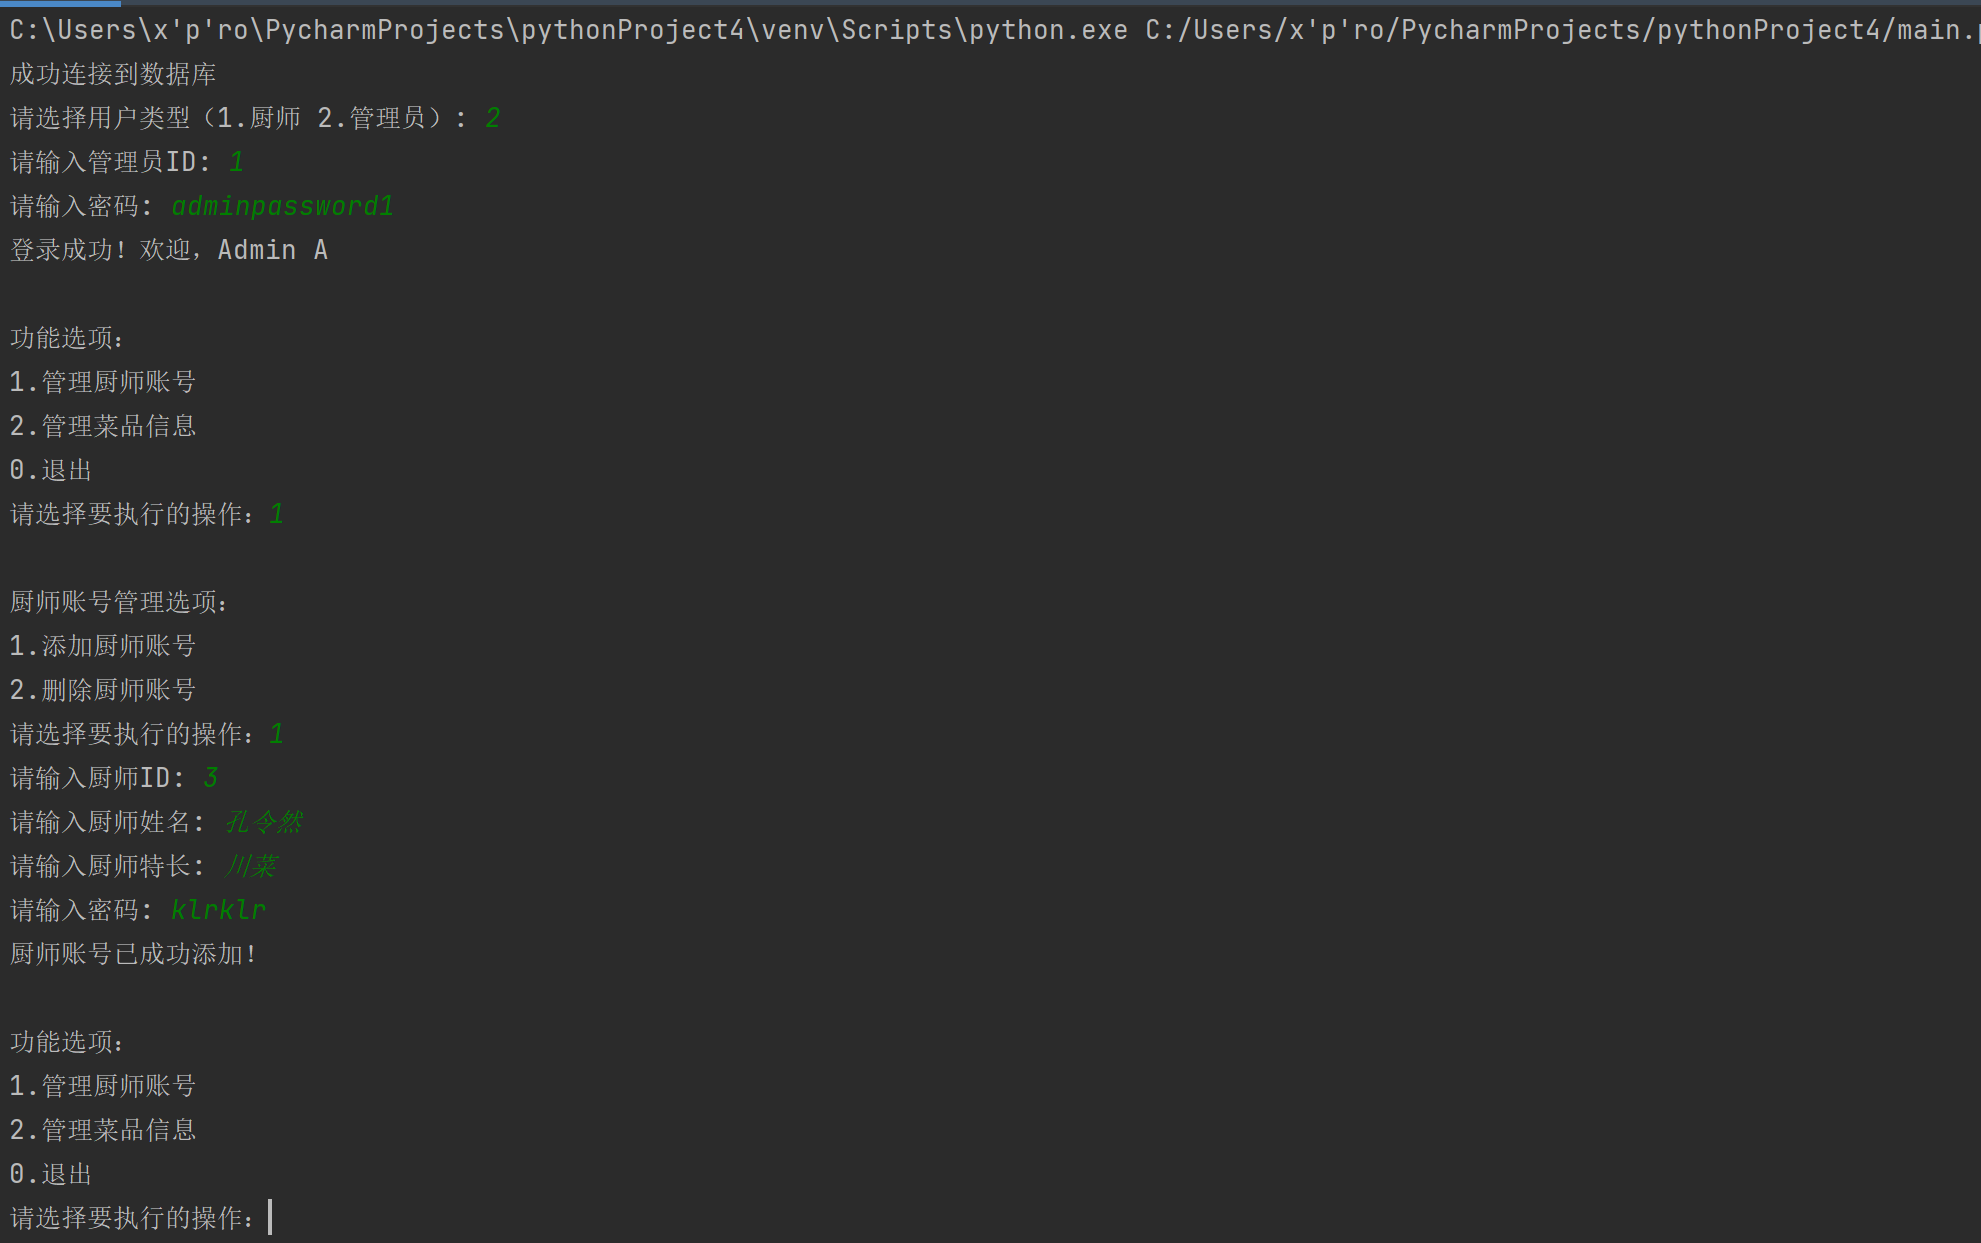 C:\Users\x'p'ro\PycharmProjects\pythonProject4\venv\Scripts\python.exe C:/Users/x'p'ro/PycharmProjects/pythonProject4/main.p
成功连接到数据库
请选择用户类型（1.厨师 2.管理员）: 2
请输入管理员ID: 1
请输入密码: adminpassword1
登录成功！欢迎，Admin A
功能选项：
1.管理厨师账号
2.管理菜品信息
0.退出
请选择要执行的操作：1
厨师账号管理选项：
1.添加厨师账号
2.删除厨师账号
请选择要执行的操作：1
请输入厨师ID: 3
请输入厨师姓名: 孔令然
请输入厨师特长: 川菜
请输入密码: klrklr
厨师账号已成功添加！
功能选项：
1.管理厨师账号
2.管理菜品信息
0.退出
请选择要执行的操作：